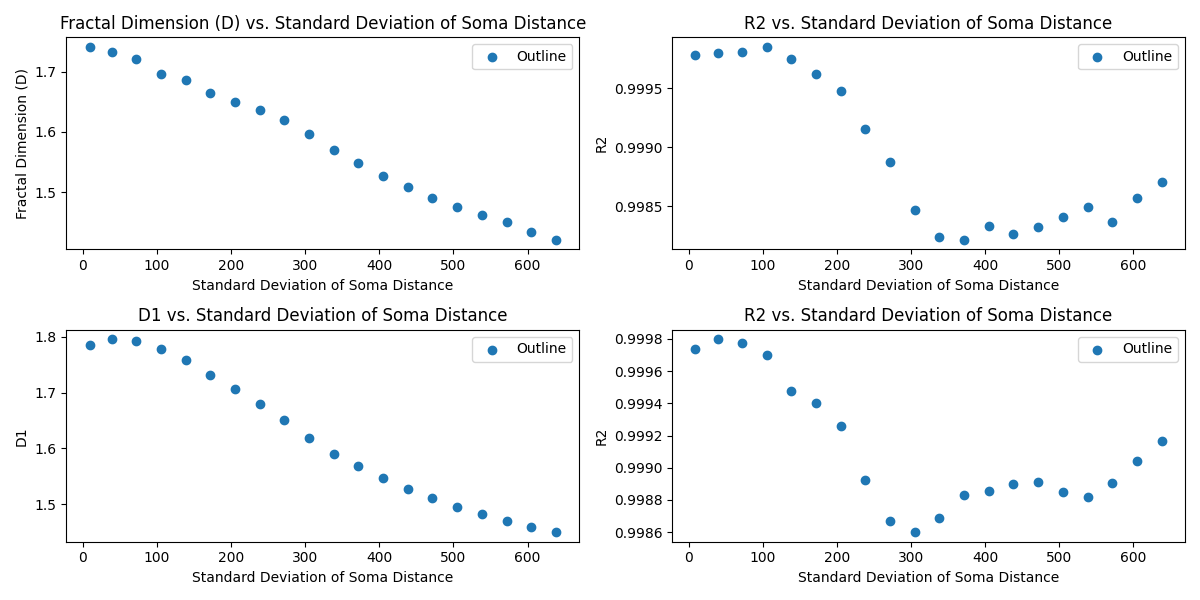 Fractal Dimension (D) vs. Standard Deviation of Soma Distance
Outline
Fractal Dimension (D)
1.7
1.6
1.5
0 100 200 300 400 500 600
Standard Deviation of Soma Distance
R2 vs. Standard Deviation of Soma Distance
Outline
R2
0.9995
0.9990
0.9985
0 100 200 300 400 500 600
Standard Deviation of Soma Distance
D1 vs. Standard Deviation of Soma Distance
Outline
D1
1.8
1.7
1.6
1.5
0 100 200 300 400 500 600
Standard Deviation of Soma Distance
R2 vs. Standard Deviation of Soma Distance
Outline
R2
0.9998
0.9996
0.9994
0.9992
0.9990
0.9988
0.9986
0 100 200 300 400 500 600
Standard Deviation of Soma Distance